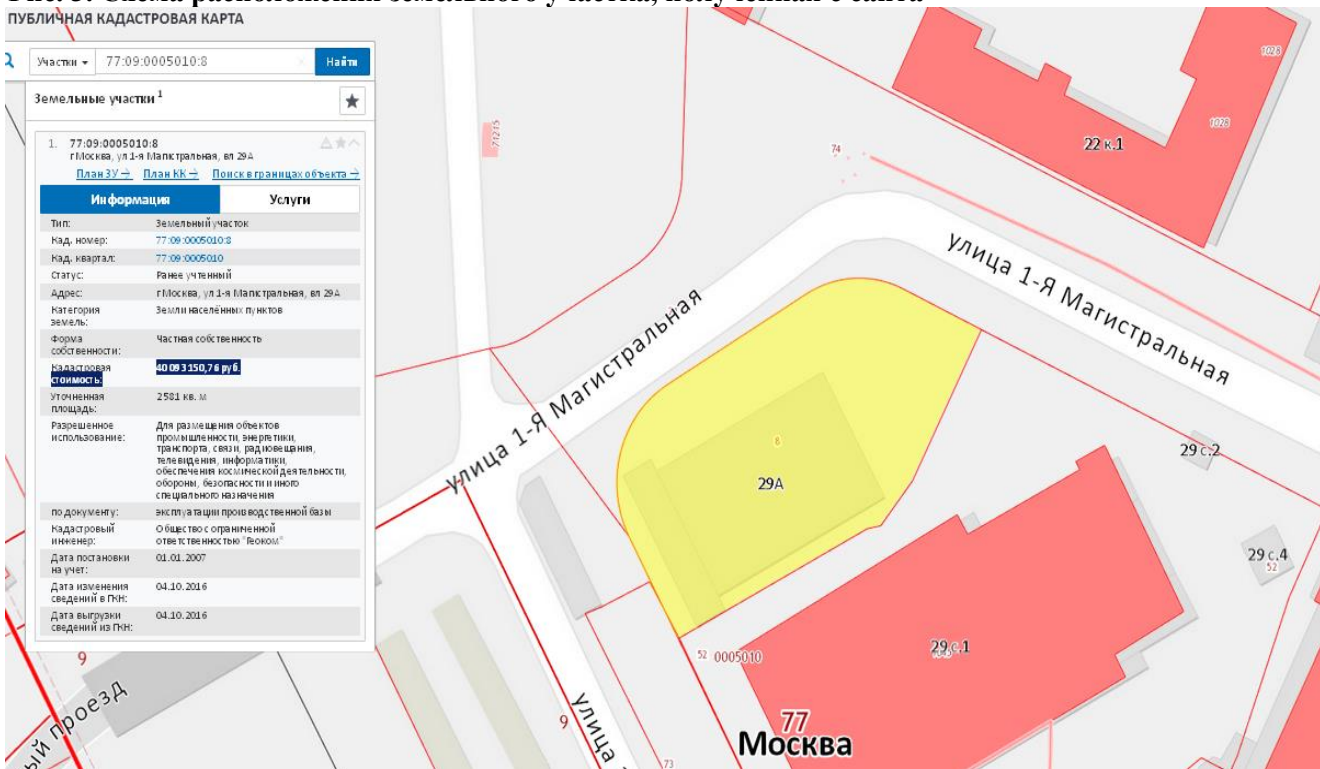 ПУБЛИЧНАЯ КАДАСТРОВАЯ КАРТА
Участки 77:09:0005010:8 × Найти
Земельные участки 1
1. 77:09:0005010:8
г Москва, ул 1-я Магистральная, вл 29А
План ЗУ → План КК → Поиск в границах объекта →
Информация Услуги
Тип: Земельный участок
Кад. номер: 77:09:0005010:8
Кад. квартал: 77:09:0005010
Статус: Ранее учтенный
Адрес: г Москва, ул 1-я Магистральная, вл 29А
Категория Земли населённых пунктов
земель:
Форма Частная собственность
собственности:
Кадастровая 40 093 150,76 руб.
стоимость:
Уточненная 2581 кв. м
площадь:
Разрешенное Для размещения объектов
использование: промышленности, энергетики,
транспорта, связи, радиовещания,
телевидения, информатики,
обеспечения космической деятельности,
обороны, безопасности и иного
специального назначения
по документу: эксплуатации производственной базы
Кадастровый Общество с ограниченной
инженер: ответственностью "Геоком"
Дата постановки 01.01.2007
на учет:
Дата изменения 04.10.2016
сведений в ГКН:
Дата выгрузки 04.10.2016
сведений из ГКН:
71215
74
1028
1028
22 к.1
улица 1-Я Магистральная
улица 1-Я Магистральная
8
29А
29 с.2
29 с.4
52
52 0005010
29 с.1
9
ый проезд
9
улица
73
77
Москва